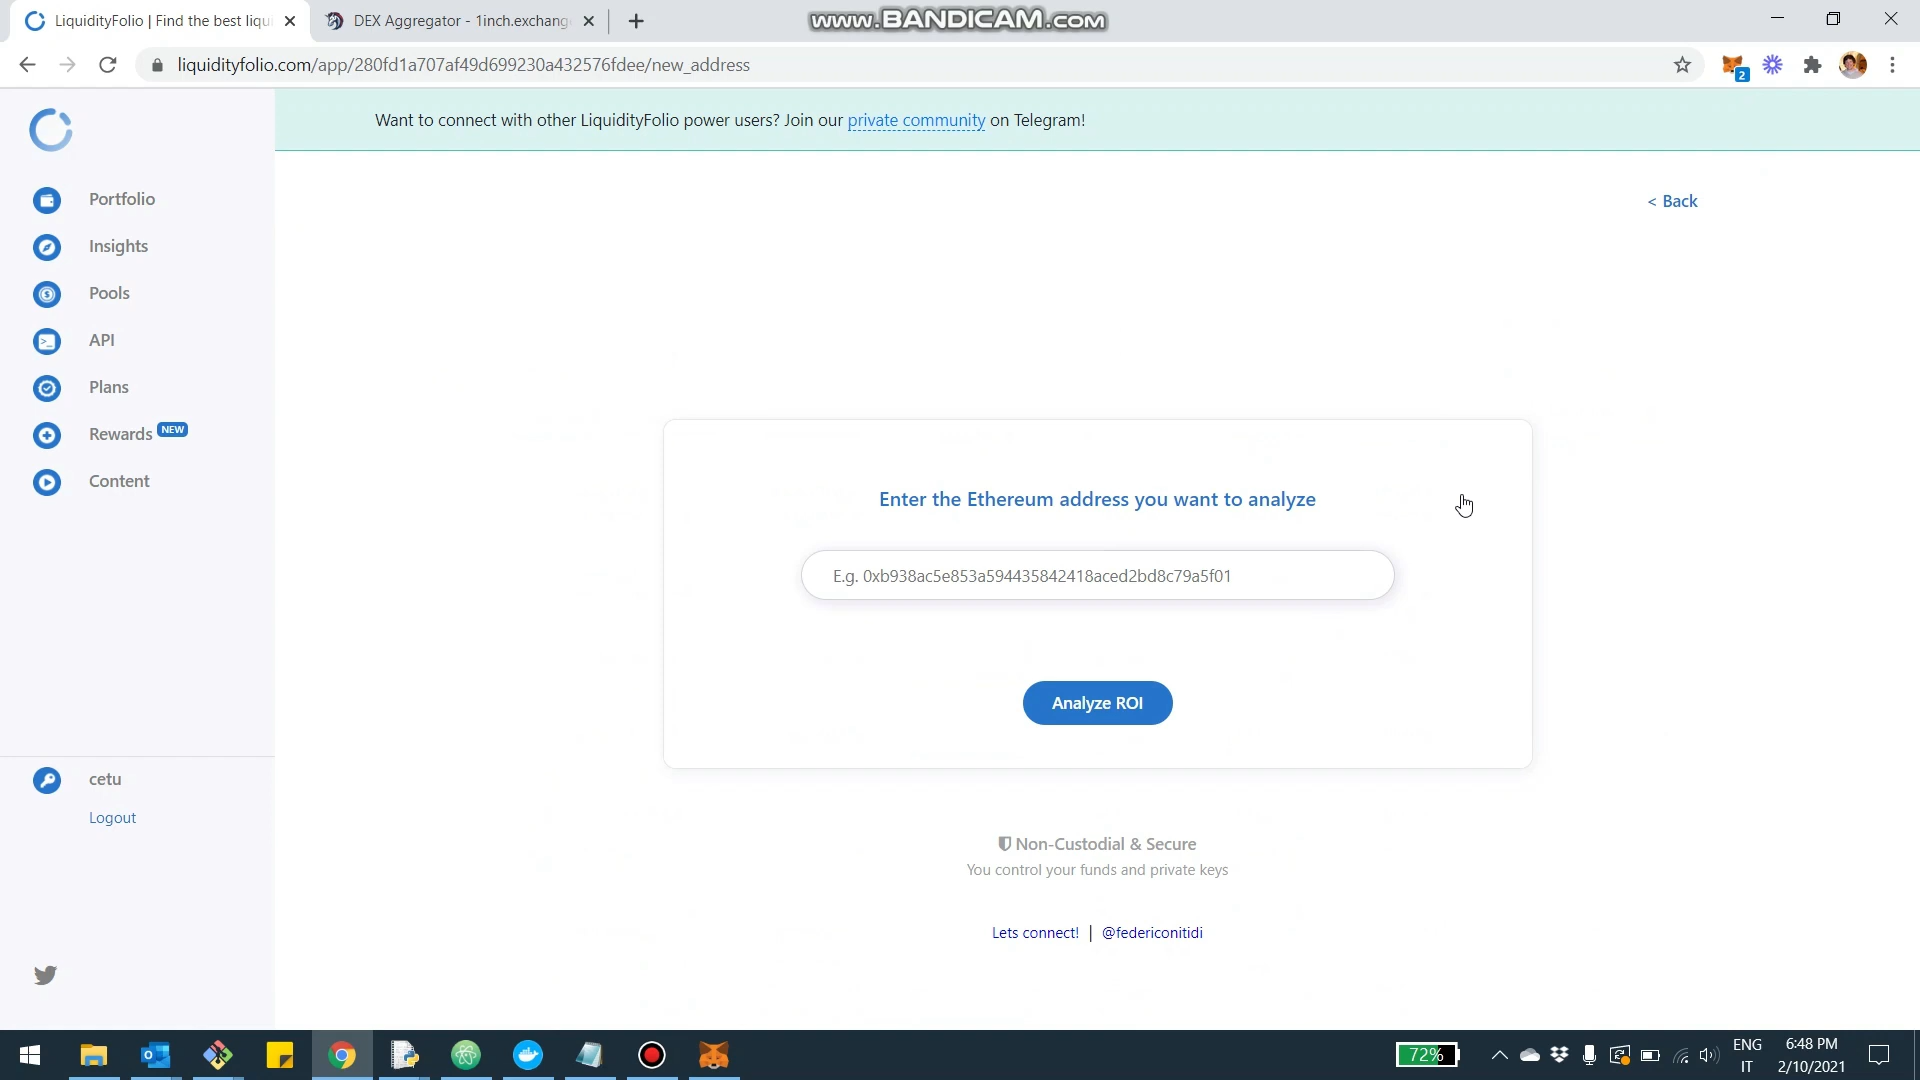 LiquidityFolio | Find the best liqui
DEX Aggregator - 1inch.exchang
www.BANDICAM.com
liquidityfolio.com/app/280fd1a707af49d699230a432576fdee/new_address
2
Want to connect with other LiquidityFolio power users? Join our private community on Telegram!
< Back
Portfolio
Insights
Pools
API
Plans
Rewards NEW
Content
Enter the Ethereum address you want to analyze
E.g. 0xb938ac5e853a594435842418aced2bd8c79a5f01
Analyze ROI
cetu
Logout
Non-Custodial & Secure
You control your funds and private keys
Lets connect! | @federiconitidi
72%
ENG
IT
6:48 PM
2/10/2021